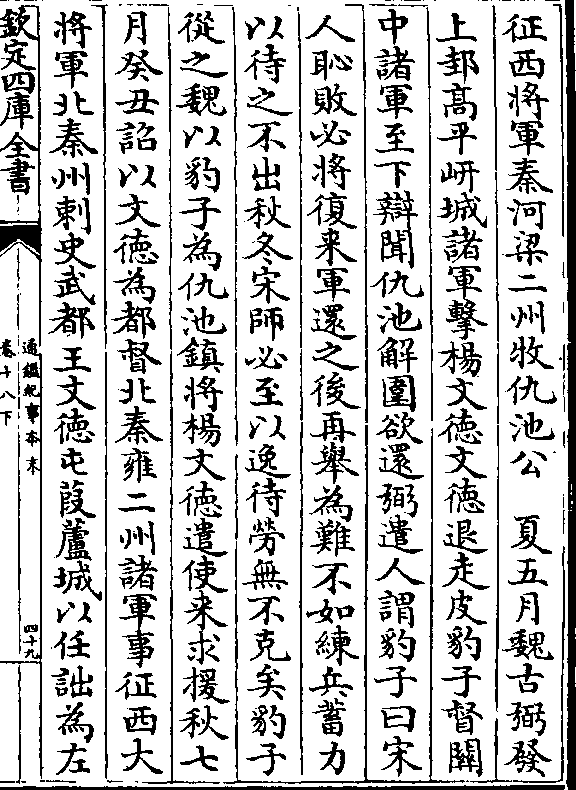 征西將軍秦河梁二州牧仇池公　夏五月魏古弼發
上邽髙平岍城諸軍擊楊文德文德退走皮豹子督闗
中諸軍至下辯聞仇池解圍欲還弼遣人謂豹子曰宋
人恥敗必將復来軍還之後再舉為難不如練兵蓄力
以待之不出秋冬宋師必至以逸待勞無不克矣豹子
從之魏以豹子為仇池鎮將楊文德遣使来求援秋七
月癸丑詔以文德為都督北秦雍二州諸軍事征西大
將軍北秦州刺史武都王文德屯葭蘆城以任朏為左
欽定四庫全書
通鑑紀事本末
卷十八下
四十九